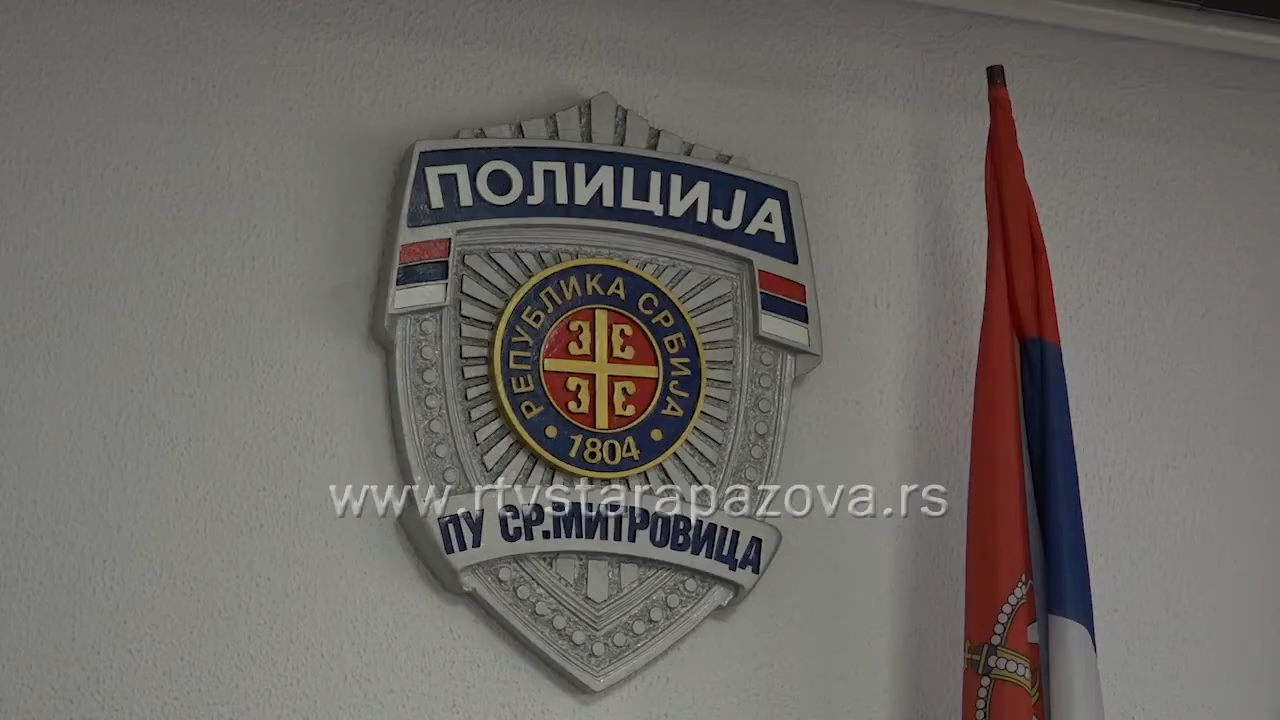 ПОЛИЦИЈА
РЕПУБЛИКА СРБИЈА
1804
www.rtvstarapazova.rs
ПУ СР.МИТРОВИЦА